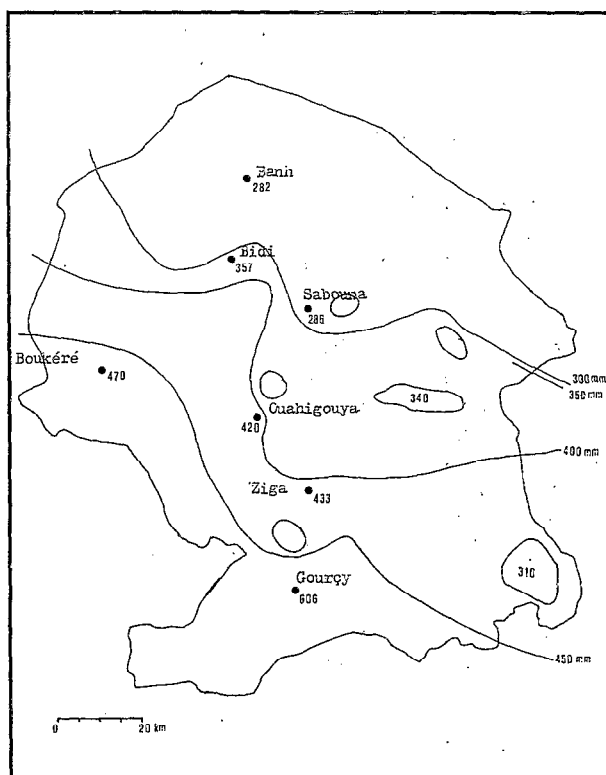 Banh
282
Bidi
357
Sabouna
286
Boukéré
470
340
330 mm
350 mm
Ouahigouya
420
400 mm
Ziga
433
310
Gourçy
606
450 mm
0 20 km